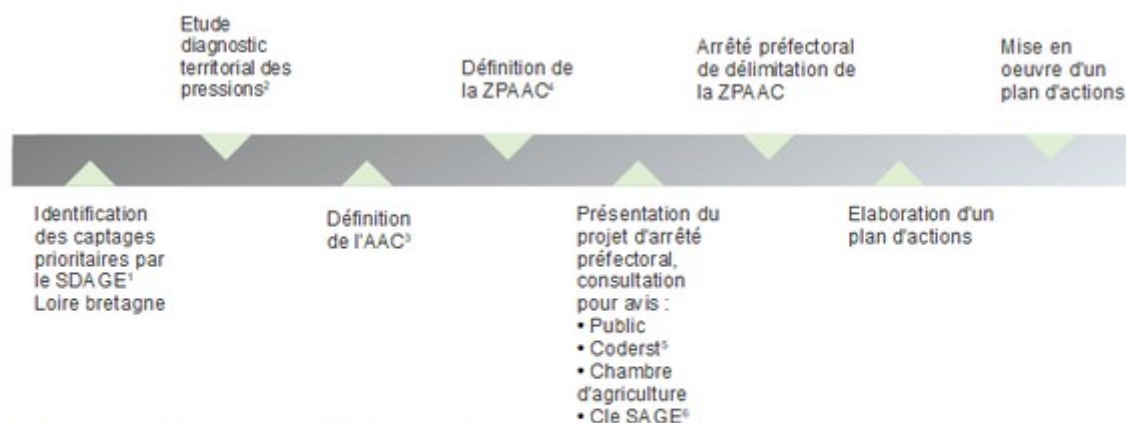 Etude
diagnostic
territorial des
pressions²
Définition de
la ZPAAC⁴
Arrêté préfectoral
de délimitation de
la ZPAAC
Mise en
oeuvre d'un
plan d'actions
Identification
des captages
prioritaires par
le SDAGE¹
Loire bretagne
Définition
de l'AAC³
Présentation du
projet d'arrêté
préfectoral,
consultation
pour avis :
• Public
• Coderst⁵
• Chambre
d'agriculture
• Cle SAGE⁶
Elaboration d'un
plan d'actions